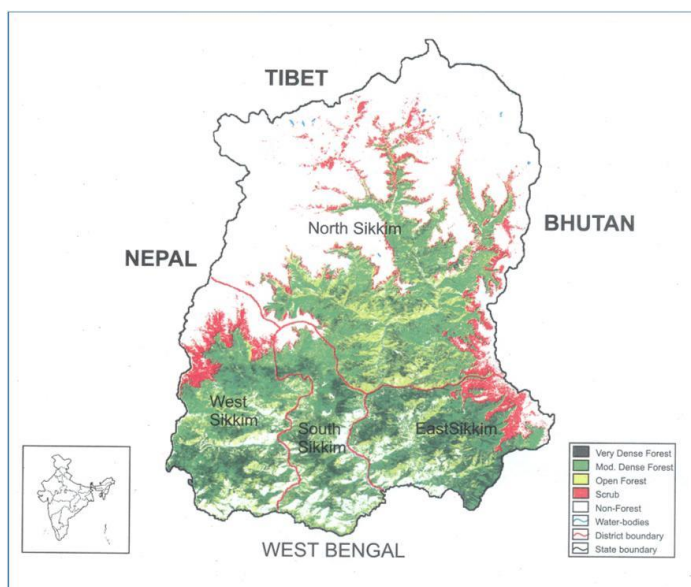 TIBET
BHUTAN
North Sikkim
NEPAL
West
Sikkim
South
Sikkim
EastSikkim
WEST BENGAL
Very Dense Forest
Mod. Dense Forest
Open Forest
Scrub
Non-Forest
Water-bodies
District boundary
State boundary